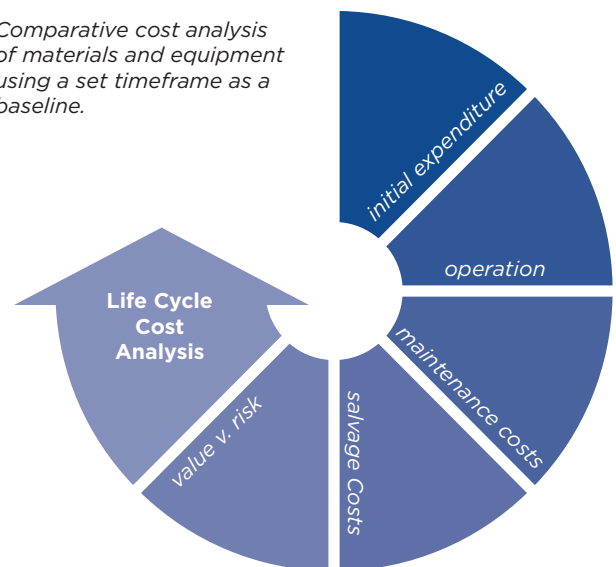 Comparative cost analysis
of materials and equipment
using a set timeframe as a
baseline.
initial expenditure
operation
maintenance costs
salvage Costs
value v. risk
Life Cycle
Cost
Analysis